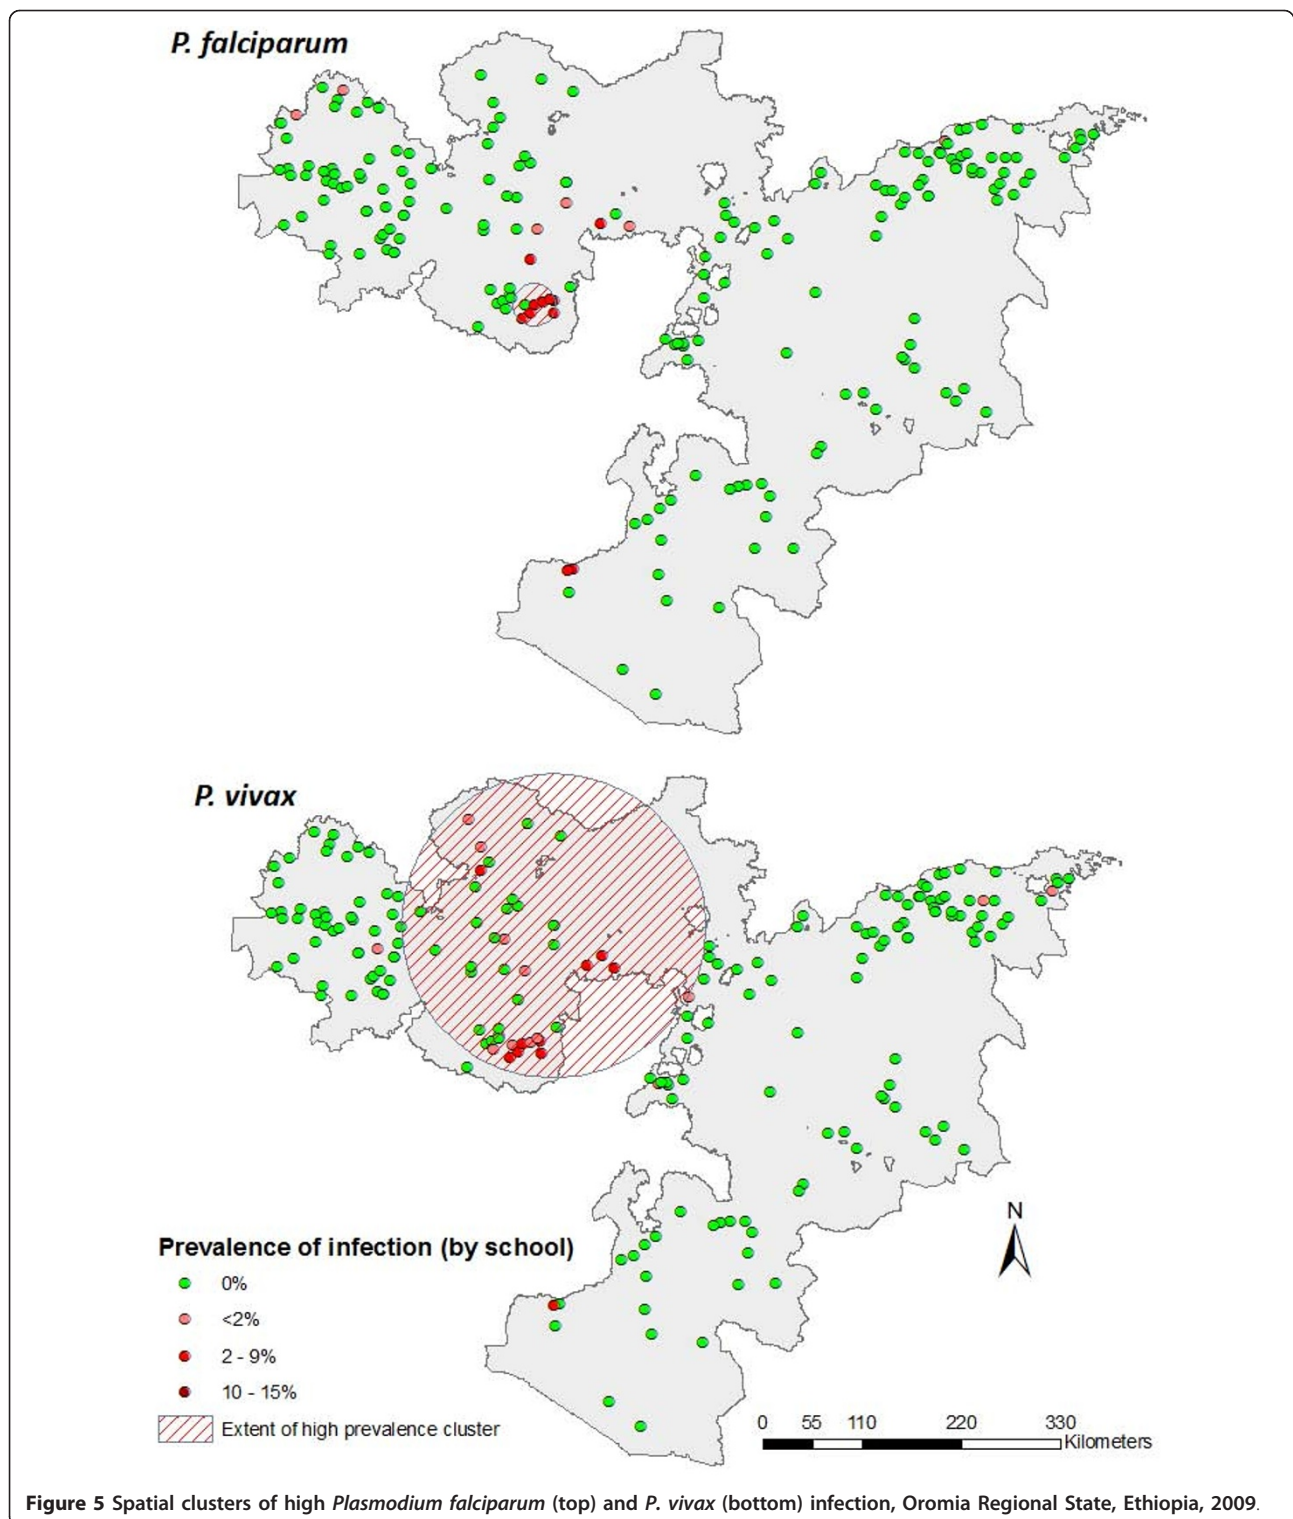 P. falciparum
P. vivax
N
Prevalence of infection (by school)
0%
<2%
2 - 9%
10 - 15%
Extent of high prevalence cluster
0 55 110 220 330
Kilometers
Figure 5 Spatial clusters of high Plasmodium falciparum (top) and P. vivax (bottom) infection, Oromia Regional State, Ethiopia, 2009.